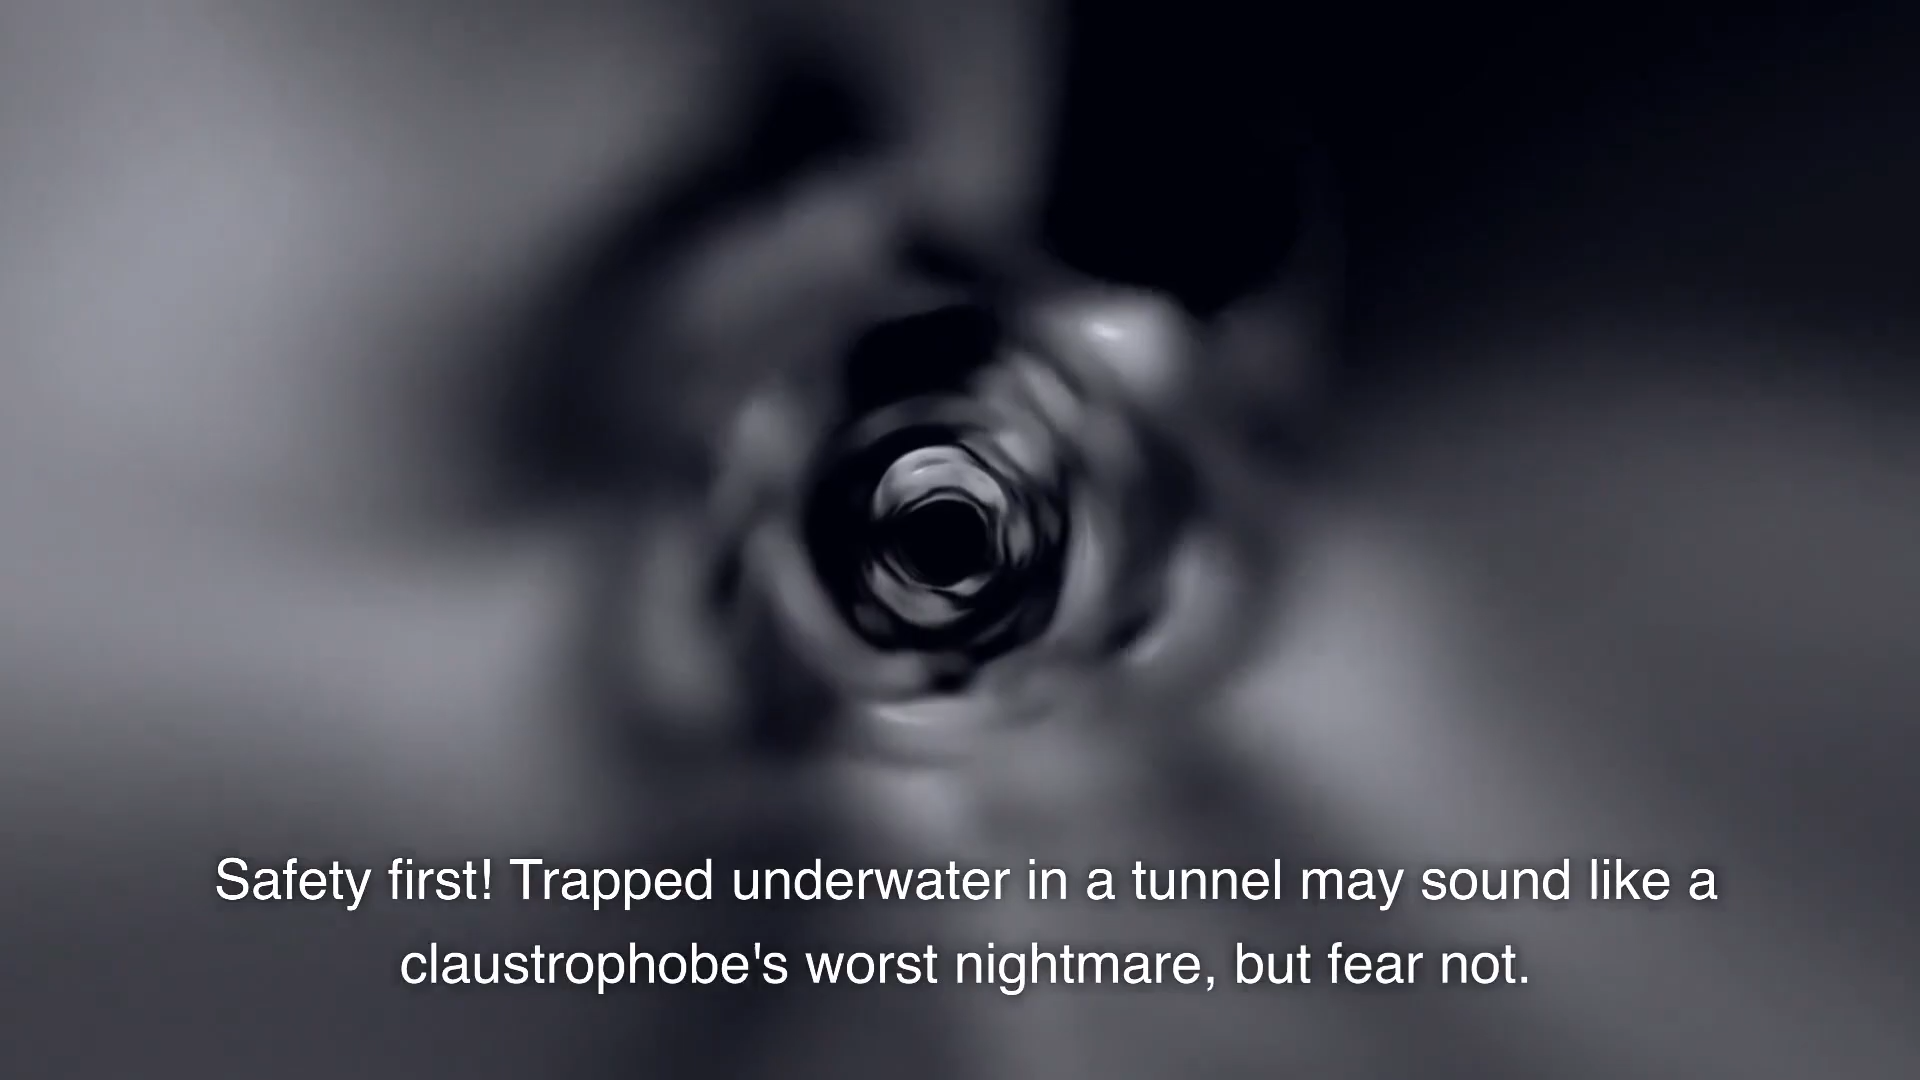 Safety first! Trapped underwater in a tunnel may sound like a
claustrophobe's worst nightmare, but fear not.